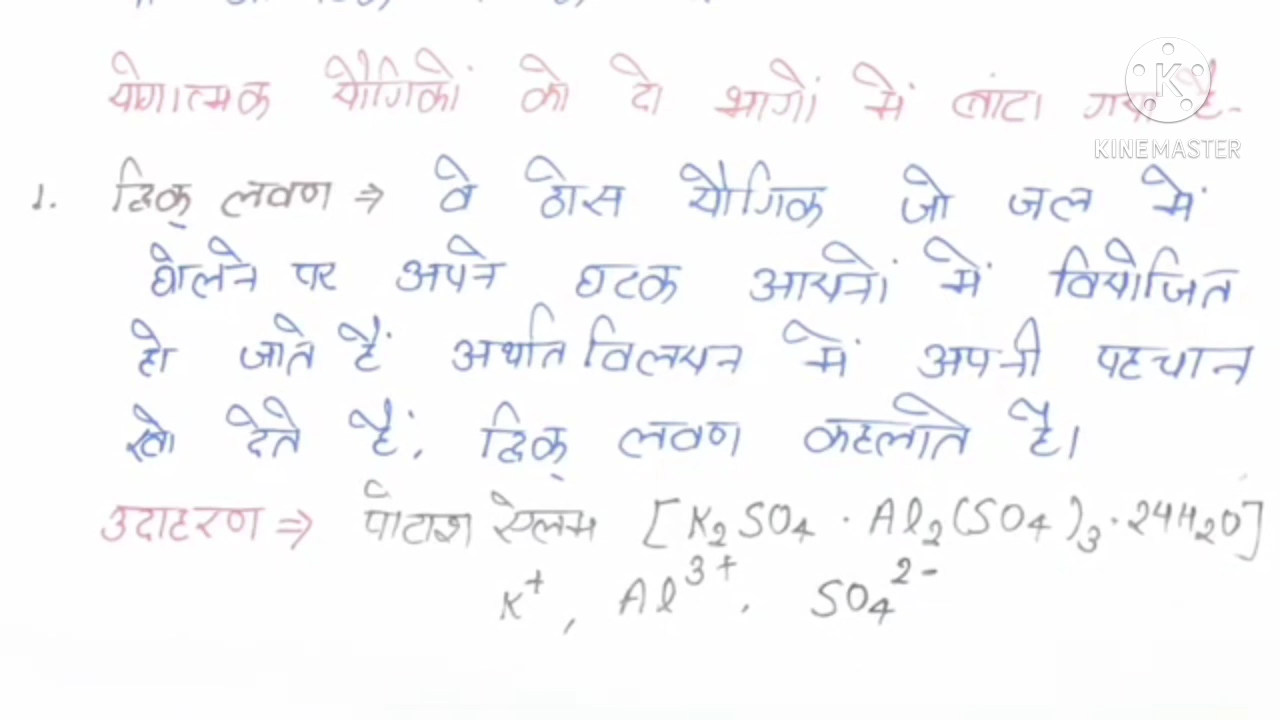 योगात्मक यौगिकों को दो भागों में बांटा गया है-
KINEMASTER
1. द्विक् लवण ⇒ वे ठोस यौगिक जो जल में
घोलने पर अपने घटक आयनों में वियोजित
हो जाते हैं अर्थात विलयन में अपनी पहचान
खो देते हैं, द्विक् लवण कहलाते है।
उदाहरण ⇒ पोटाश ऐलम [K₂SO₄ · Al₂(SO₄)₃ · 24H₂O]
K⁺, Al³⁺, SO₄²⁻